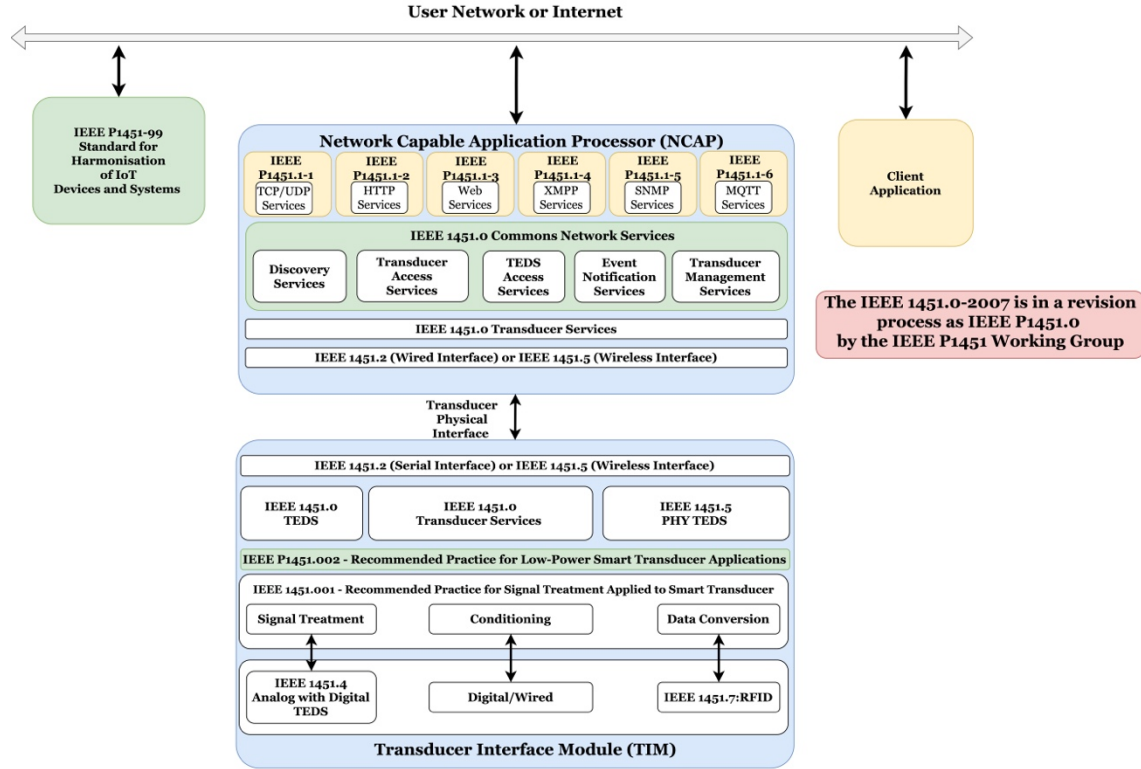 User Network or Internet
IEEE P1451-99
Standard for
Harmonisation
of IoT
Devices and Systems
Network Capable Application Processor (NCAP)
IEEE
P1451.1-1
TCP/UDP
Services
IEEE
P1451.1-2
HTTP
Services
IEEE
P1451.1-3
Web
Services
IEEE
P1451.1-4
XMPP
Services
IEEE
P1451.1-5
SNMP
Services
IEEE
P1451.1-6
MQTT
Services
Client
Application
IEEE 1451.0 Commons Network Services
Discovery
Services
Transducer
Access
Services
TEDS
Access
Services
Event
Notification
Services
Transducer
Management
Services
The IEEE 1451.0-2007 is in a revision
process as IEEE P1451.0
by the IEEE P1451 Working Group
IEEE 1451.0 Transducer Services
IEEE 1451.2 (Wired Interface) or IEEE 1451.5 (Wireless Interface)
Transducer
Physical
Interface
IEEE 1451.2 (Serial Interface) or IEEE 1451.5 (Wireless Interface)
IEEE 1451.0
TEDS
IEEE 1451.0
Transducer Services
IEEE 1451.5
PHY TEDS
IEEE P1451.002 - Recommended Practice for Low-Power Smart Transducer Applications
IEEE 1451.001 - Recommended Practice for Signal Treatment Applied to Smart Transducer
Signal Treatment
Conditioning
Data Conversion
IEEE 1451.4
Analog with Digital
TEDS
Digital/Wired
IEEE 1451.7:RFID
Transducer Interface Module (TIM)